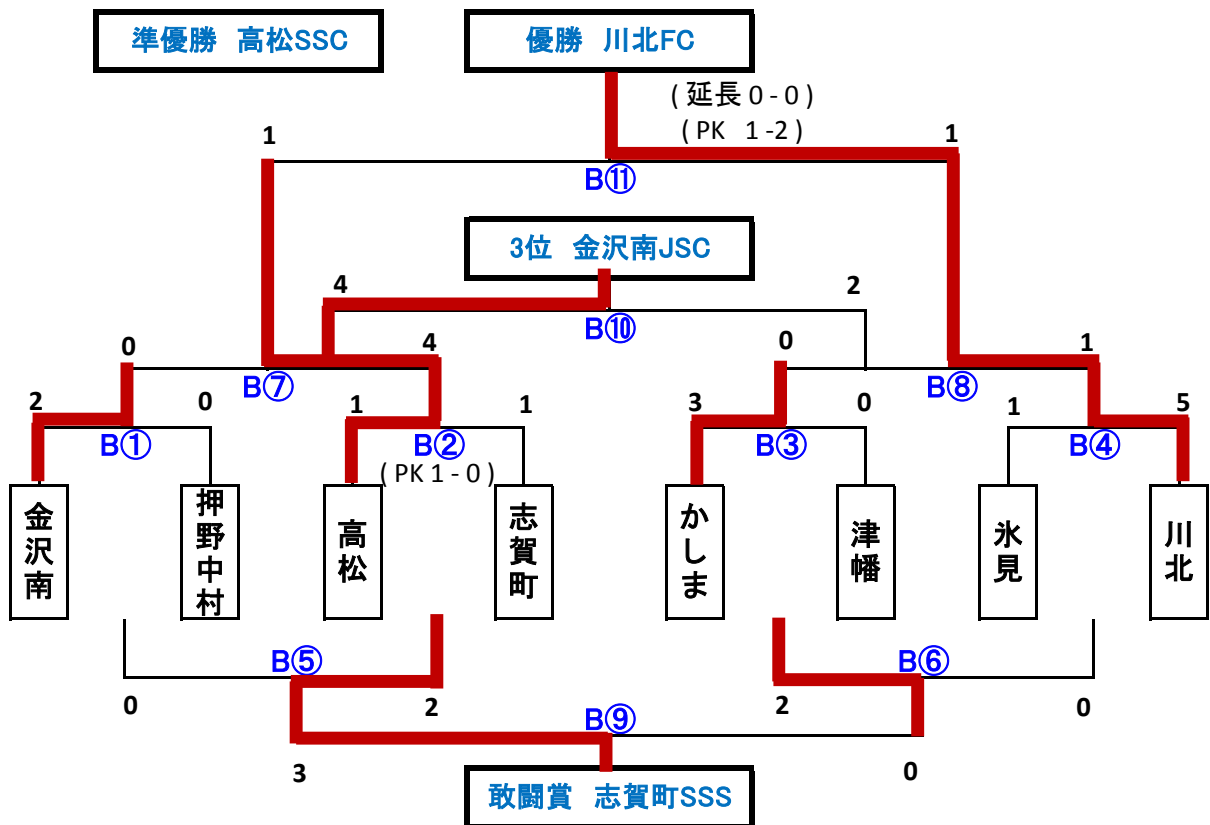 準優勝 高松SSC
優勝 川北FC
(延長 0 - 0)
(PK 1 -2)
1
1
B⑪
3位 金沢南JSC
4
2
B⑩
0
4
0
1
B⑦
B⑧
2
0
1
1
3
0
1
5
B①
B②
B③
B④
(PK 1 - 0)
金沢南
押野中村
高松
志賀町
かしま
津幡
氷見
川北
B⑤
B⑥
0
2
2
0
B⑨
3
0
敢闘賞 志賀町SSS